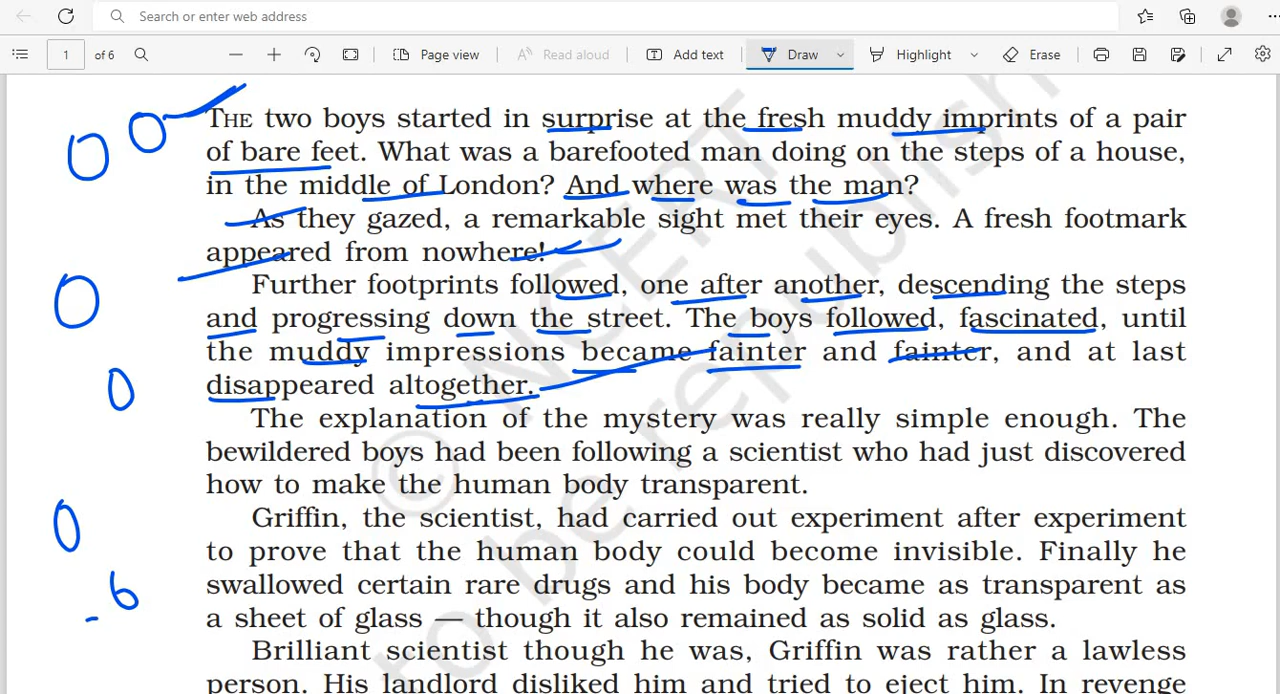 Search or enter web address
1 of 6 Page view Read aloud Add text Draw Highlight Erase
THE two boys started in surprise at the fresh muddy imprints of a pair
of bare feet. What was a barefooted man doing on the steps of a house,
in the middle of London? And where was the man?
As they gazed, a remarkable sight met their eyes. A fresh footmark
appeared from nowhere!
Further footprints followed, one after another, descending the steps
and progressing down the street. The boys followed, fascinated, until
the muddy impressions became fainter and fainter, and at last
disappeared altogether.
The explanation of the mystery was really simple enough. The
bewildered boys had been following a scientist who had just discovered
how to make the human body transparent.
Griffin, the scientist, had carried out experiment after experiment
to prove that the human body could become invisible. Finally he
swallowed certain rare drugs and his body became as transparent as
a sheet of glass — though it also remained as solid as glass.
Brilliant scientist though he was, Griffin was rather a lawless
person. His landlord disliked him and tried to eject him. In revenge
© NCERT
to be republish